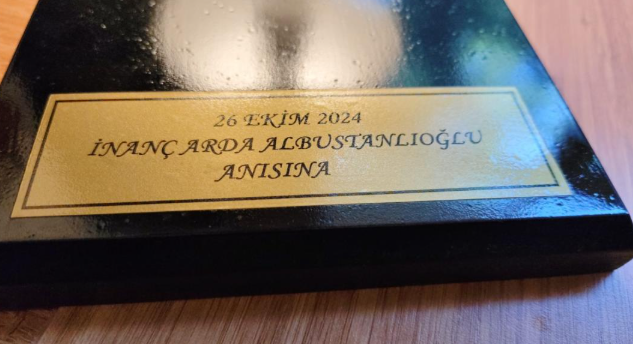 26 EKİM 2024
İNANÇ ARDA ALBUSTANLIOĞLU
ANISINA